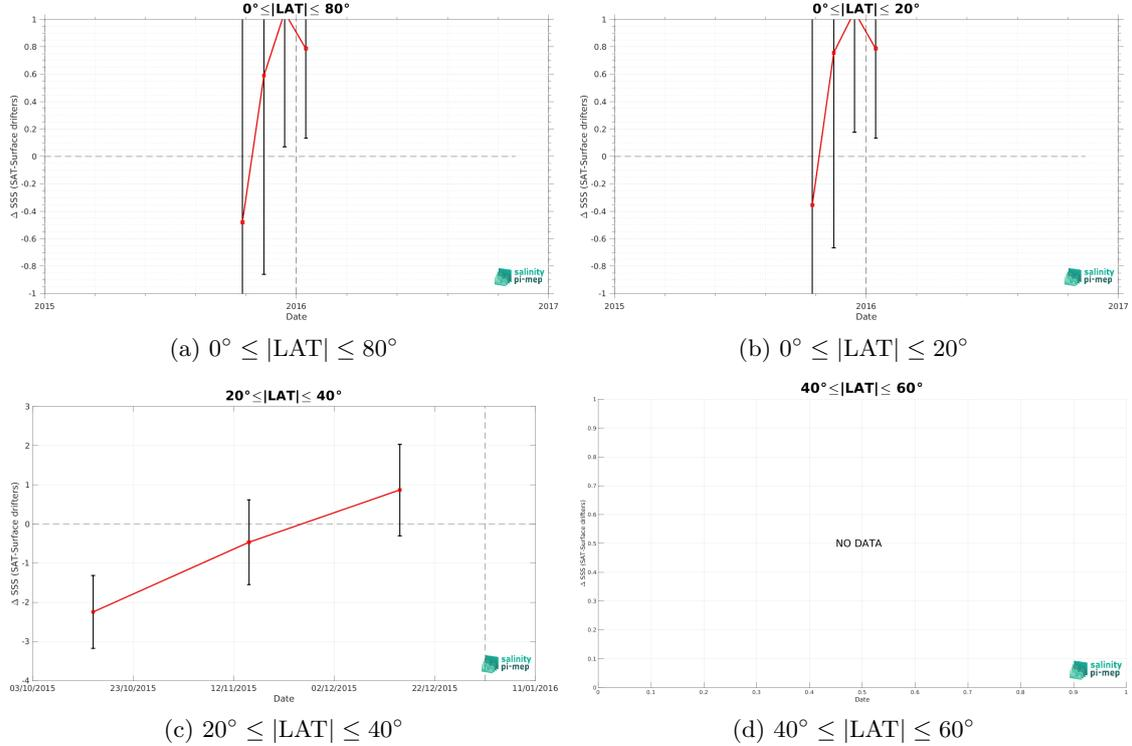 0°≤|LAT|≤ 80°
1
0.8
0.6
0.4
0.2
0
-0.2
-0.4
-0.6
-0.8
-1
Δ SSS (SAT-Surface drifters)
salinity
pi-mep
2015
2016
2017
Date
(a) 0° ≤ |LAT| ≤ 80°
0°≤|LAT|≤ 20°
1
0.8
0.6
0.4
0.2
0
-0.2
-0.4
-0.6
-0.8
-1
Δ SSS (SAT-Surface drifters)
salinity
pi-mep
2015
2016
2017
Date
(b) 0° ≤ |LAT| ≤ 20°
20°≤|LAT|≤ 40°
3
2
1
0
-1
-2
-3
-4
Δ SSS (SAT-Surface drifters)
salinity
pi-mep
03/10/2015
23/10/2015
12/11/2015
02/12/2015
22/12/2015
11/01/2016
Date
(c) 20° ≤ |LAT| ≤ 40°
40°≤|LAT|≤ 60°
1
0.9
0.8
0.7
0.6
0.5
0.4
0.3
0.2
0.1
0
Δ SSS (SAT-Surface drifters)
NO DATA
salinity
pi-mep
0
0.1
0.2
0.3
0.4
0.5
0.6
0.7
0.8
0.9
1
Date
(d) 40° ≤ |LAT| ≤ 60°